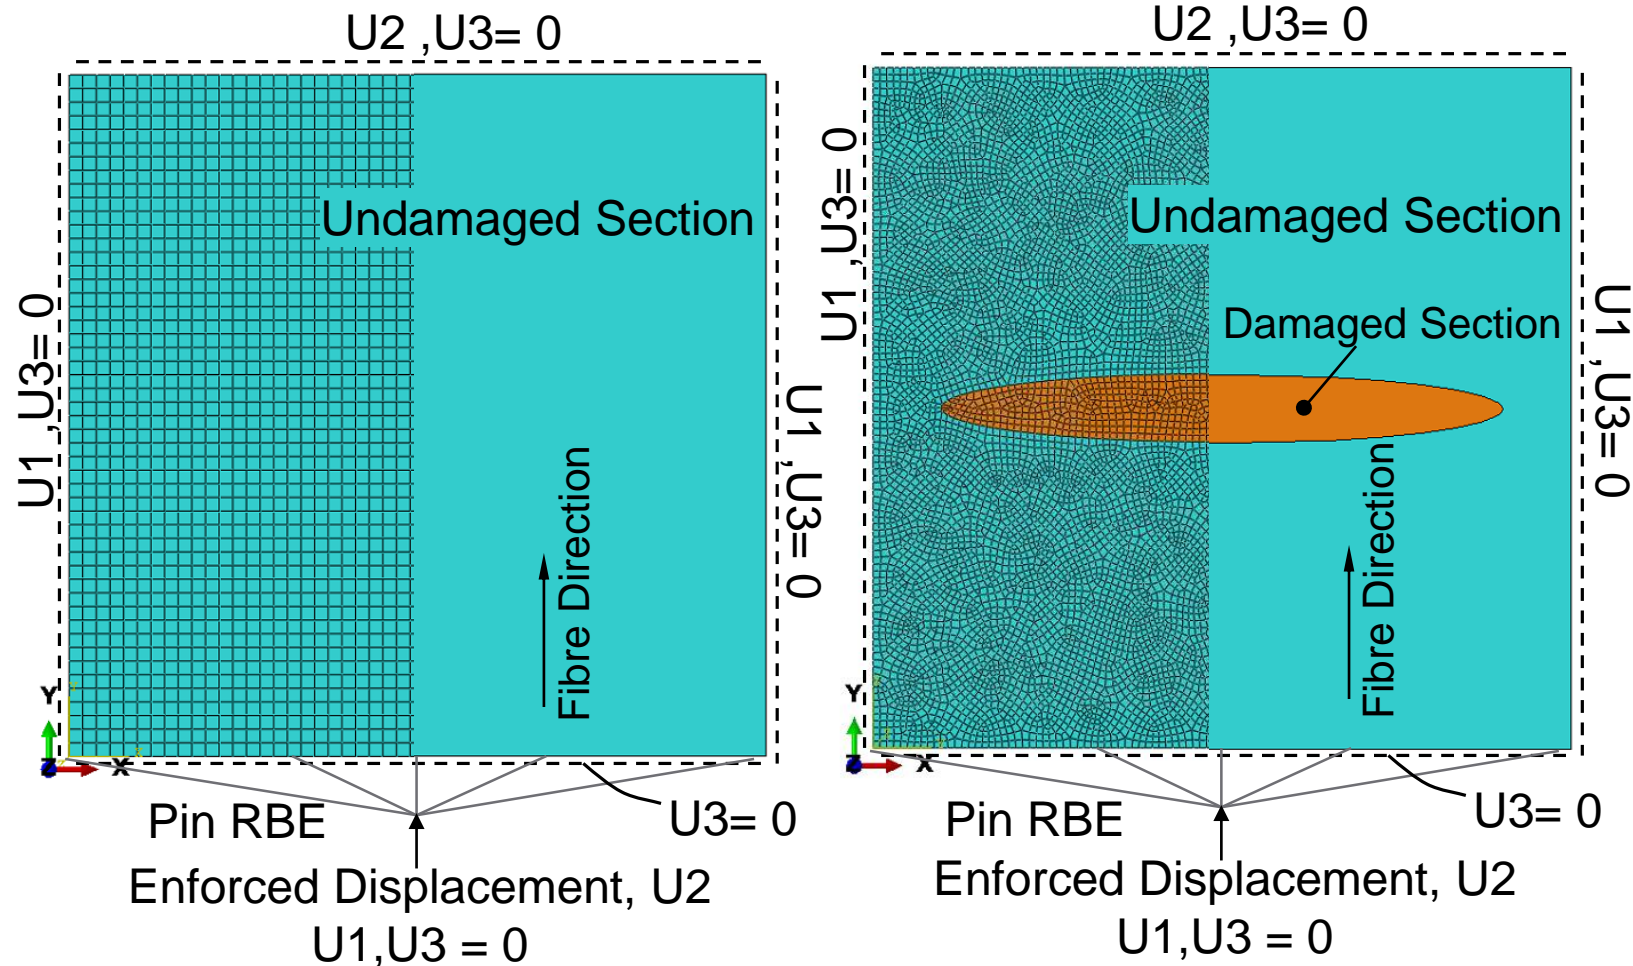 U2 ,U3= 0
Undamaged Section
U1 ,U3= 0
U1 ,U3= 0
Fibre Direction
Y
Z
X
Pin RBE
U3= 0
Enforced Displacement, U2
U1,U3 = 0
U2 ,U3= 0
U1 ,U3= 0
Undamaged Section
Damaged Section
U1 ,U3= 0
Fibre Direction
Y
Z
X
Pin RBE
U3= 0
Enforced Displacement, U2
U1,U3 = 0